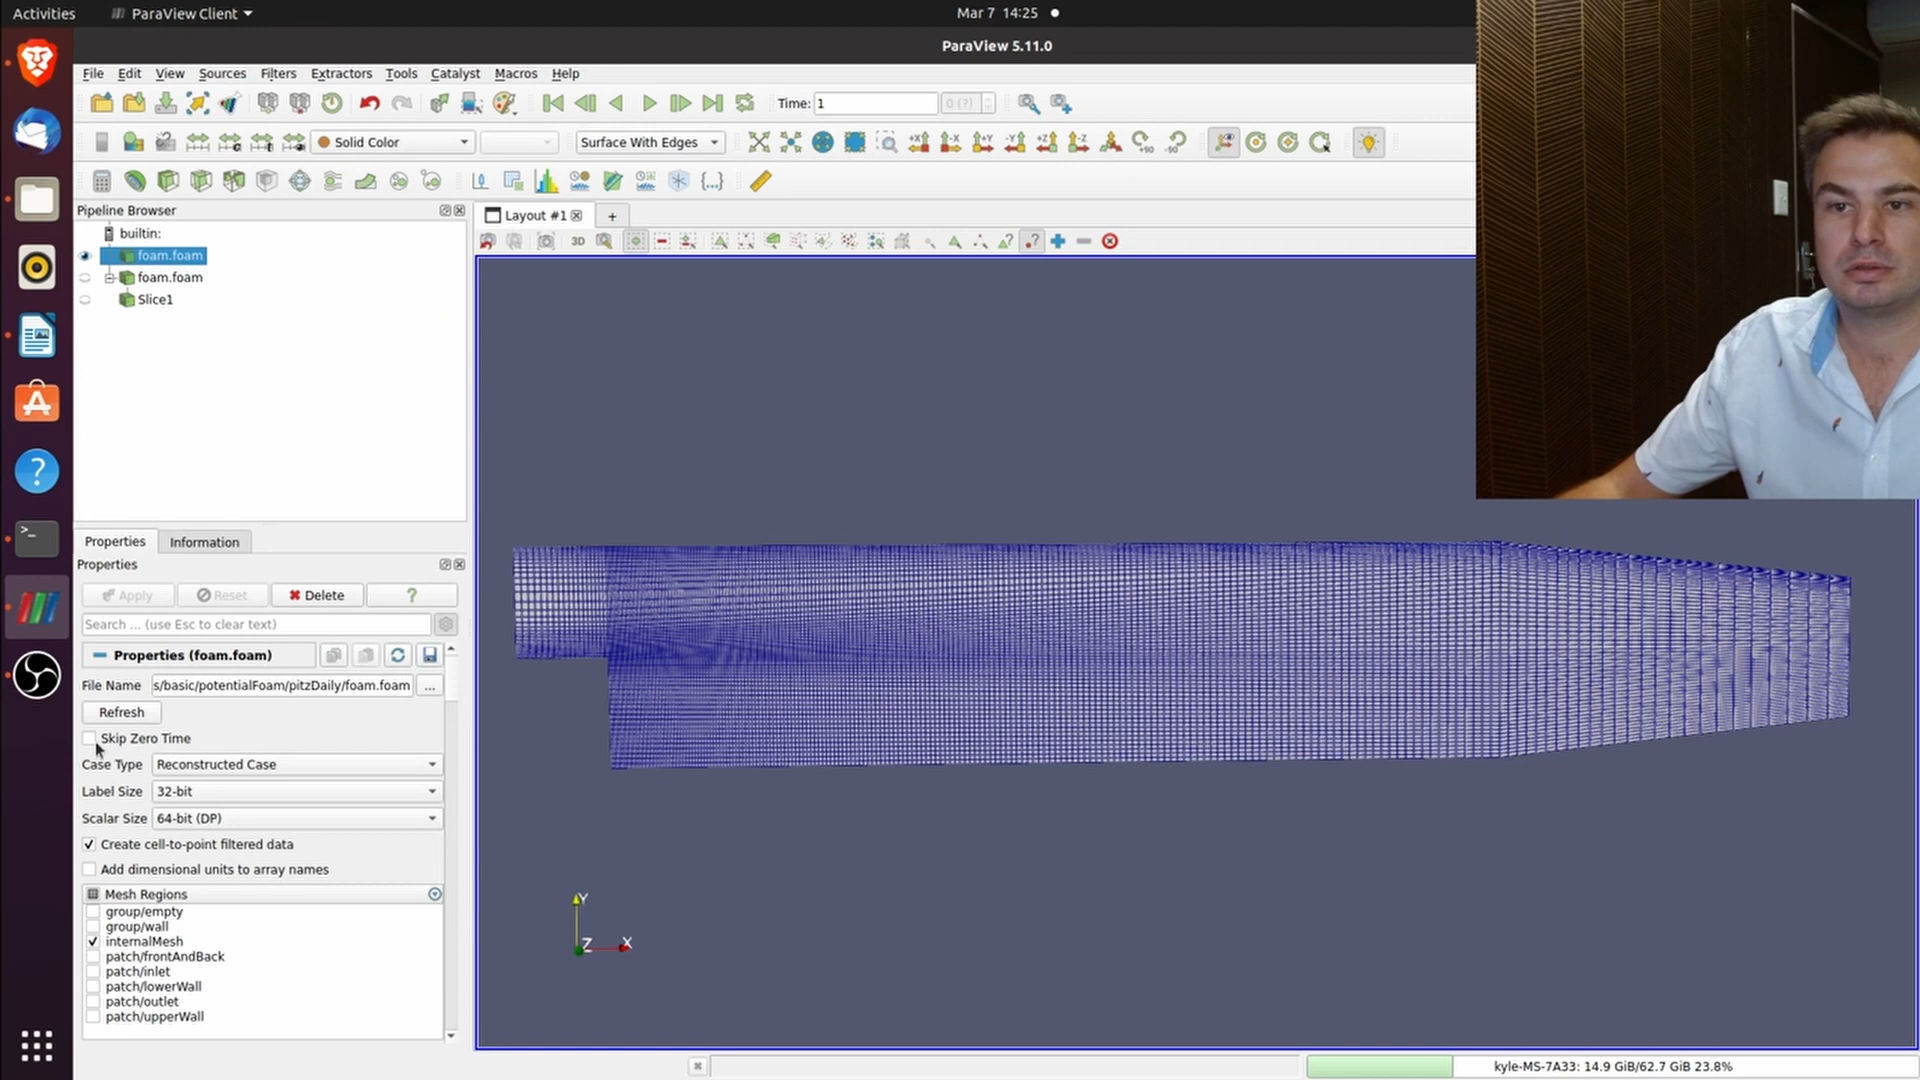 Activities
ParaView Client
Mar 7 14:25
ParaView 5.11.0
File Edit View Sources Filters Extractors Tools Catalyst Macros Help
Time: 1
0 (?)
Solid Color
Surface With Edges
+X
-X
+Y
-Y
+Z
-Z
+90
-90
Pipeline Browser
builtin:
foam.foam
foam.foam
Slice1
Layout #1
+
3D
Properties
Information
Properties
Apply
Reset
Delete
?
Search ... (use Esc to clear text)
Properties (foam.foam)
File Name s/basic/potentialFoam/pitzDaily/foam.foam ...
Refresh
Skip Zero Time
Case Type Reconstructed Case
Label Size 32-bit
Scalar Size 64-bit (DP)
Create cell-to-point filtered data
Add dimensional units to array names
Mesh Regions
group/empty
group/wall
internalMesh
patch/frontAndBack
patch/inlet
patch/lowerWall
patch/outlet
patch/upperWall
Y
Z
X
kyle-MS-7A33: 14.9 GiB/62.7 GiB 23.8%